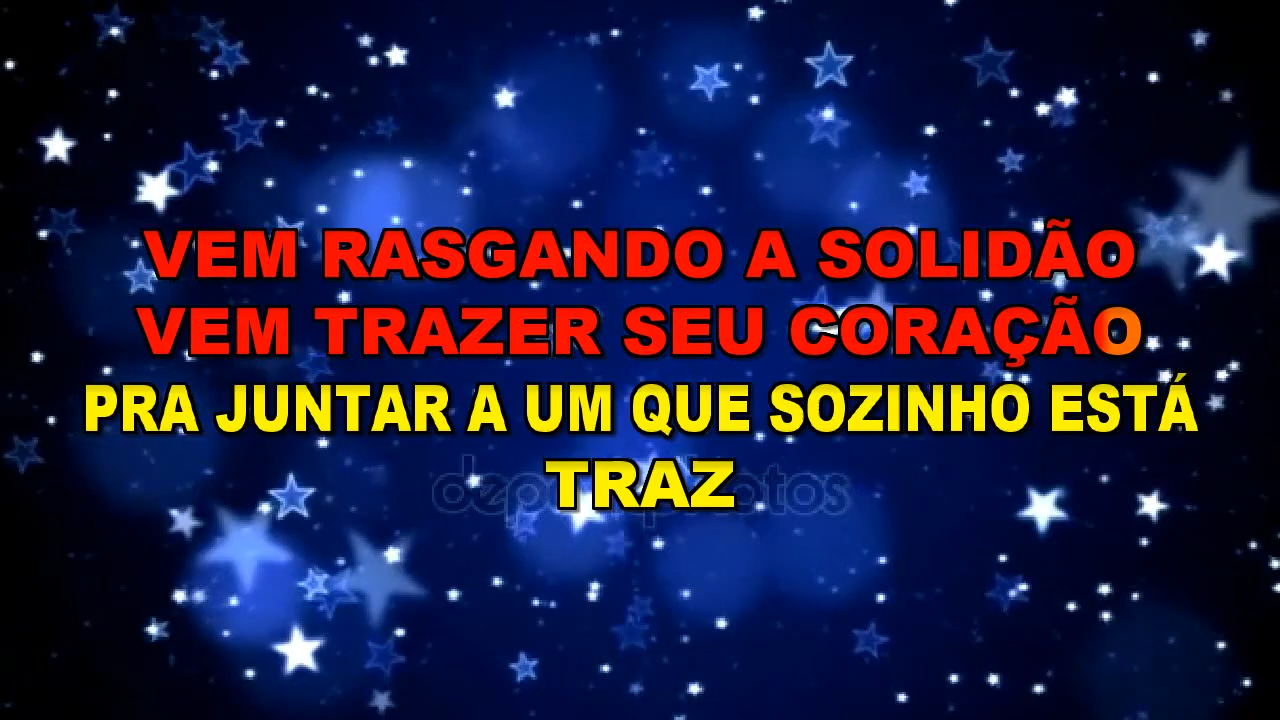 VEM RASGANDO A SOLIDÃO
VEM TRAZER SEU CORAÇÃO
PRA JUNTAR A UM QUE SOZINHO ESTÁ
TRAZ